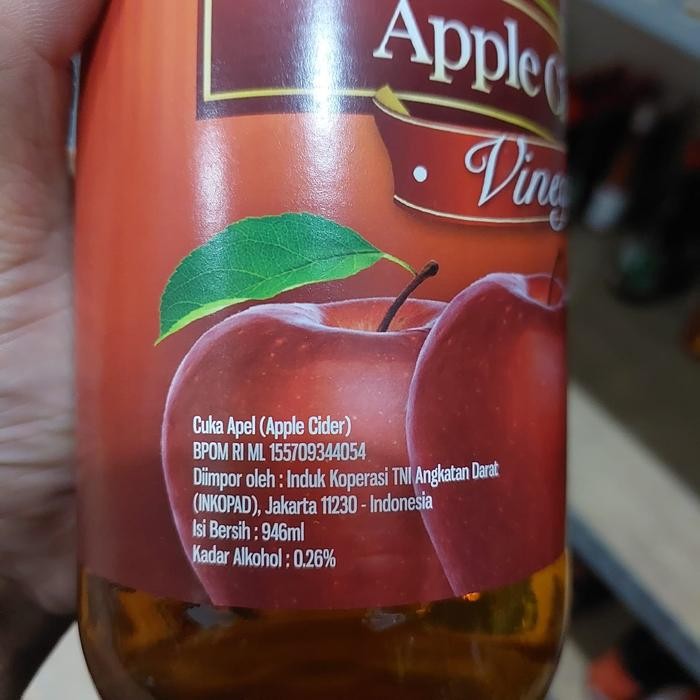 Apple
Cuka Apel (Apple Cider)
BPOM RI ML 155709344054
Diimpor oleh : Induk Koperasi TNI Angkatan Darat
(INKOPAD), Jakarta 11230 - Indonesia
Isi Bersih : 946ml
Kadar Alkohol : 0.26%